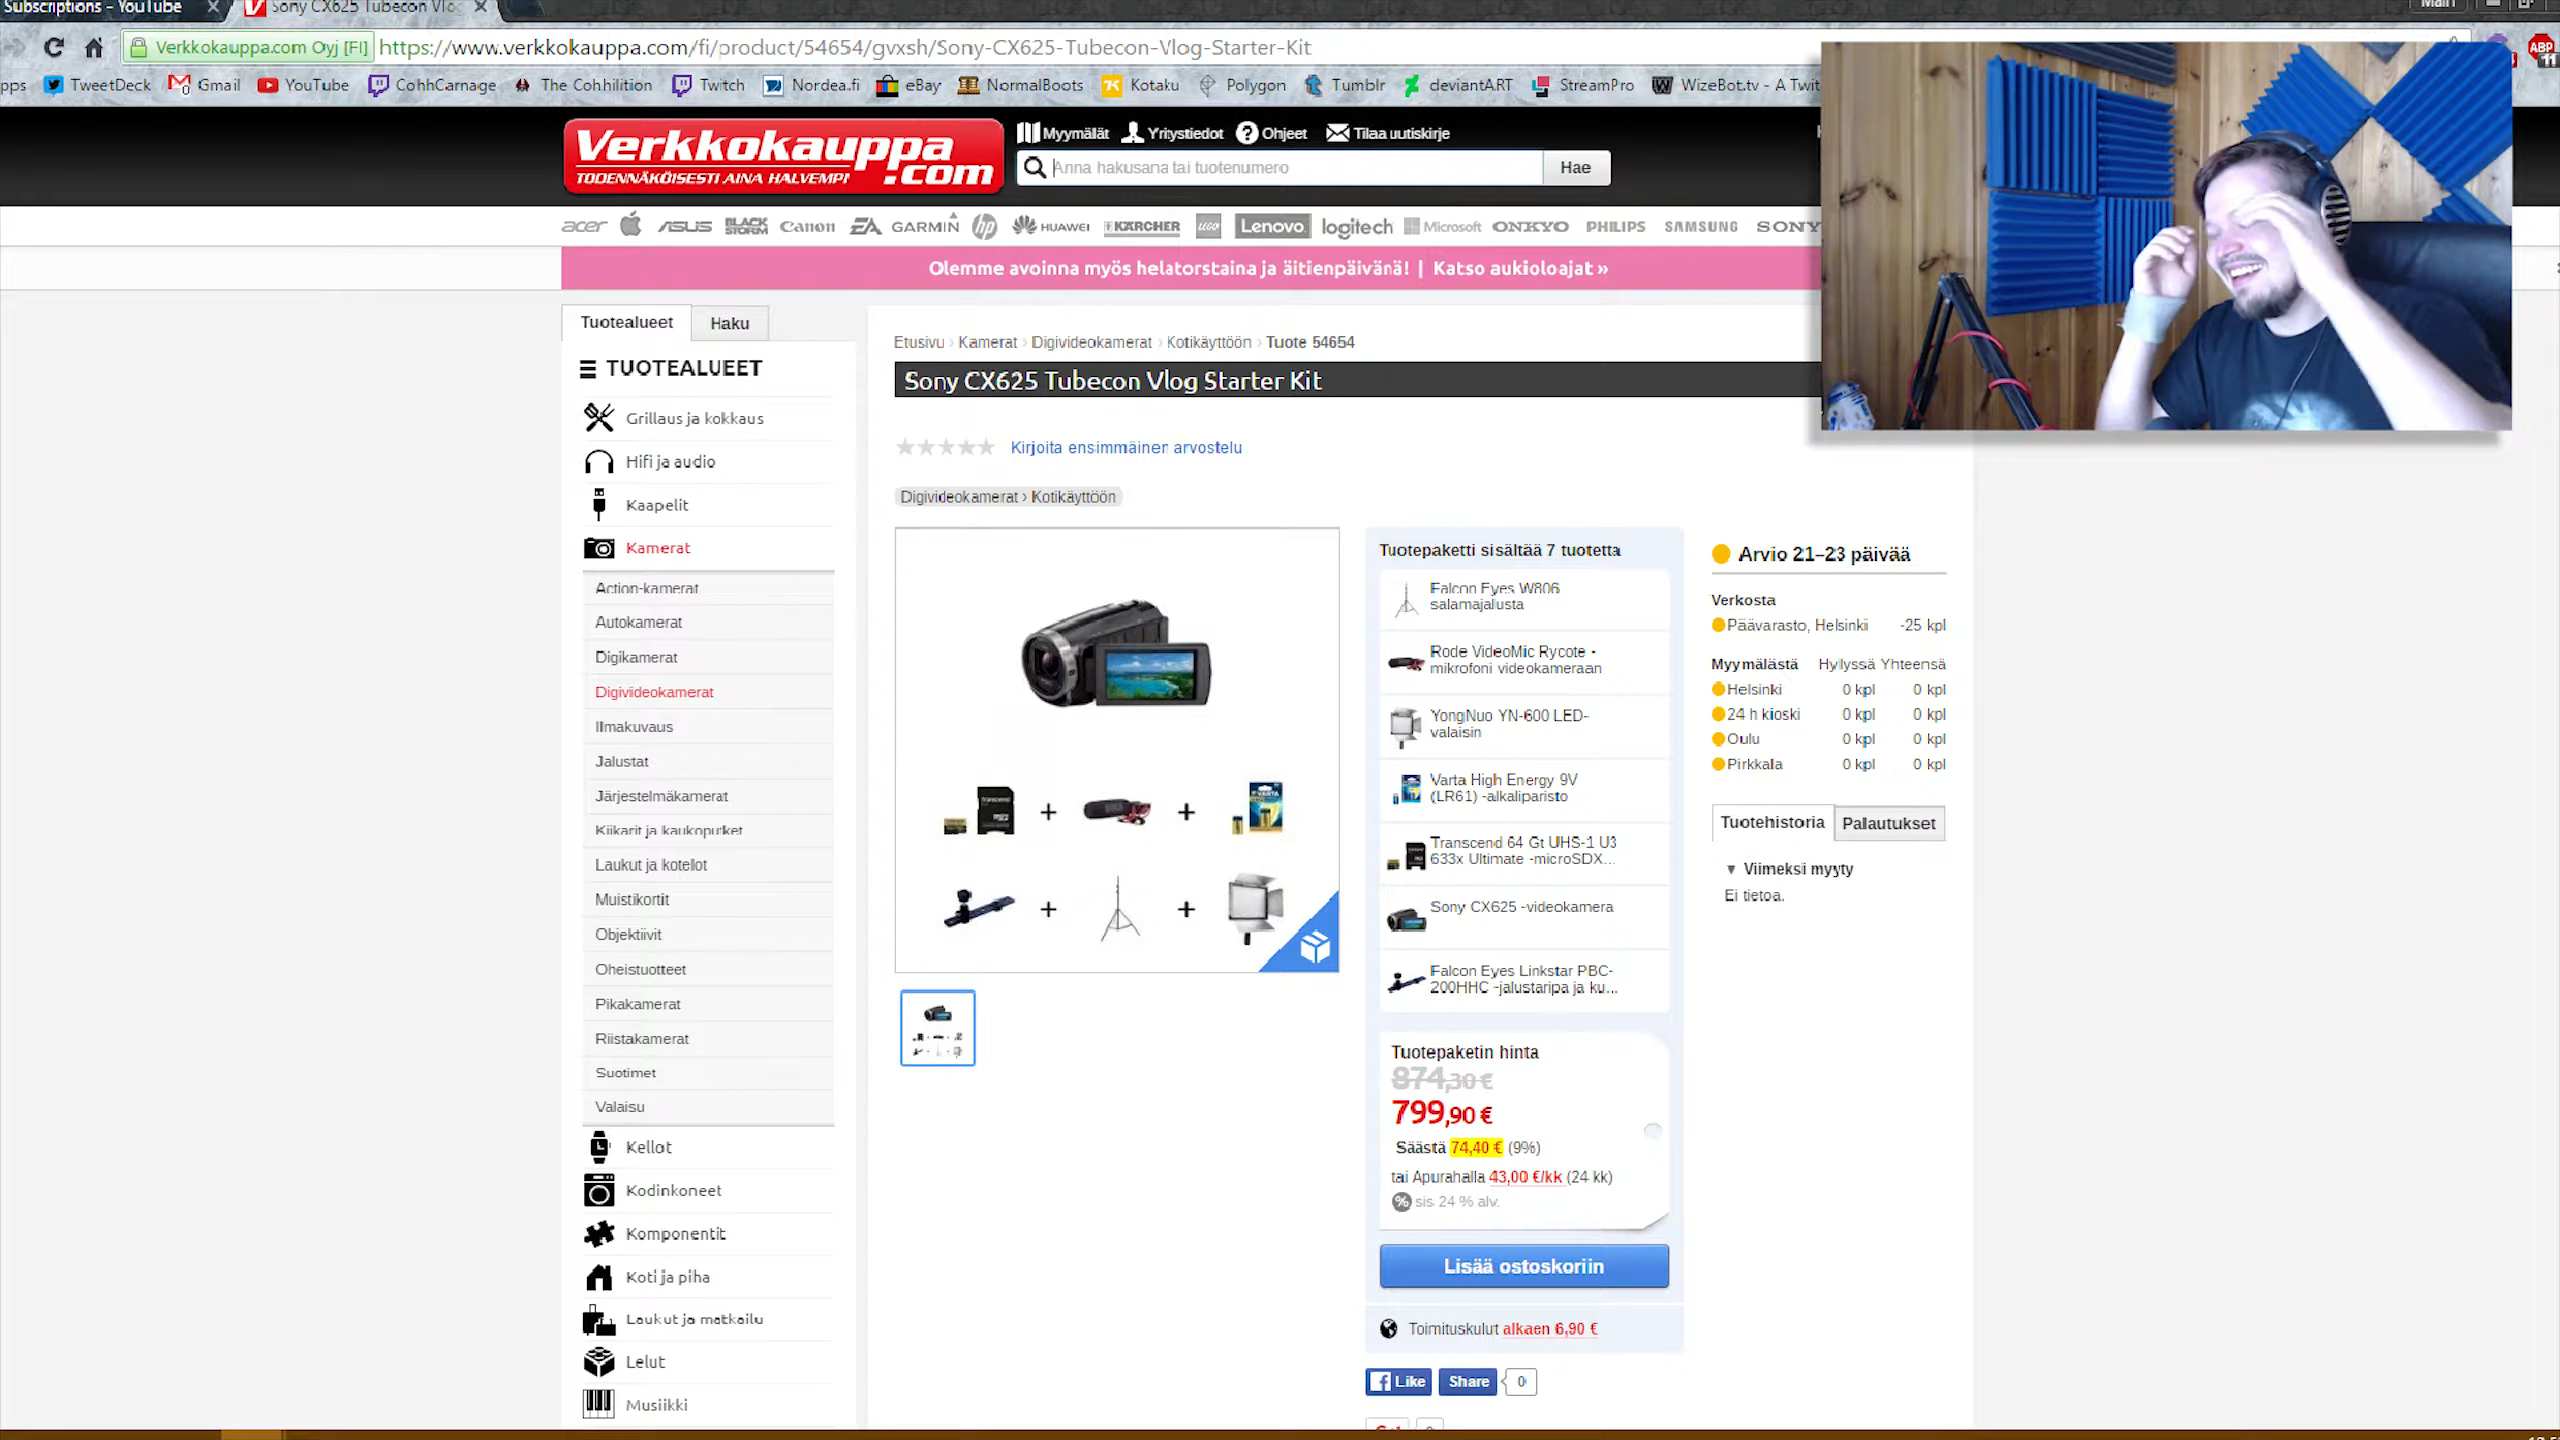 Subscriptions - YouTube
Sony CX625 Tubecon Vlog
Main
Verkkokauppa.com Oyj [FI]
https://www.verkkokauppa.com/fi/product/54654/gvxsh/Sony-CX625-Tubecon-Vlog-Starter-Kit
ABP
11
pps
TweetDeck
Gmail
YouTube
CohhCarnage
The Cohhilition
Twitch
Nordea.fi
eBay
NormalBoots
Kotaku
Polygon
Tumblr
deviantART
StreamPro
WizeBot.tv - A Twit
Verkkokauppa
.com
TODENNÄKÖISESTI AINA HALVEMPI
Myymälät
Yritystiedot
Ohjeet
Tilaa uutiskirje
Anna hakusana tai tuotenumero
Hae
acer ASUS BLACK STORM Canon EA GARMIN hp HUAWEI KÄRCHER LEGO Lenovo logitech Microsoft ONKYO PHILIPS SAMSUNG SONY
Olemme avoinna myös helatorstaina ja äitienpäivänä! | Katso aukioloajat »
Tuotealueet
Haku
TUOTEALUEET
Grillaus ja kokkaus
Hifi ja audio
Kaapelit
Kamerat
Action-kamerat
Autokamerat
Digikamerat
Digivideokamerat
Ilmakuvaus
Jalustat
Järjestelmäkamerat
Kiikarit ja kaukoputket
Laukut ja kotelot
Muistikortit
Objektiivit
Oheistuotteet
Pikakamerat
Riistakamerat
Suotimet
Valaisu
Kellot
Kodinkoneet
Komponentit
Koti ja piha
Laukut ja matkailu
Lelut
Musiikki
Etusivu › Kamerat › Digivideokamerat › Kotikäyttöön › Tuote 54654
Sony CX625 Tubecon Vlog Starter Kit
Kirjoita ensimmäinen arvostelu
Digivideokamerat › Kotikäyttöön
+ +
+ +
Tuotepaketti sisältää 7 tuotetta
Falcon Eyes W806
salamajalusta
Rode VideoMic Rycote -
mikrofoni videokameraan
YongNuo YN-600 LED-
valaisin
Varta High Energy 9V
(LR61) -alkaliparisto
Transcend 64 Gt UHS-1 U3
633x Ultimate -microSDX...
Sony CX625 -videokamera
Falcon Eyes Linkstar PBC-
200HHC -jalustaripa ja ku...
Tuotepaketin hinta
874,30 €
799,90 €
Säästä 74,40 € (9%)
tai Apurahalla 43,00 €/kk (24 kk)
% sis. 24 % alv.
Lisää ostoskoriin
Toimituskulut alkaen 6,90 €
Like
Share
0
Arvio 21–23 päivää
Verkosta
Päävarasto, Helsinki -25 kpl
Myymälästä Hyllyssä Yhteensä
Helsinki 0 kpl 0 kpl
24 h kioski 0 kpl 0 kpl
Oulu 0 kpl 0 kpl
Pirkkala 0 kpl 0 kpl
Tuotehistoria
Palautukset
▼ Viimeksi myyty
Ei tietoa.